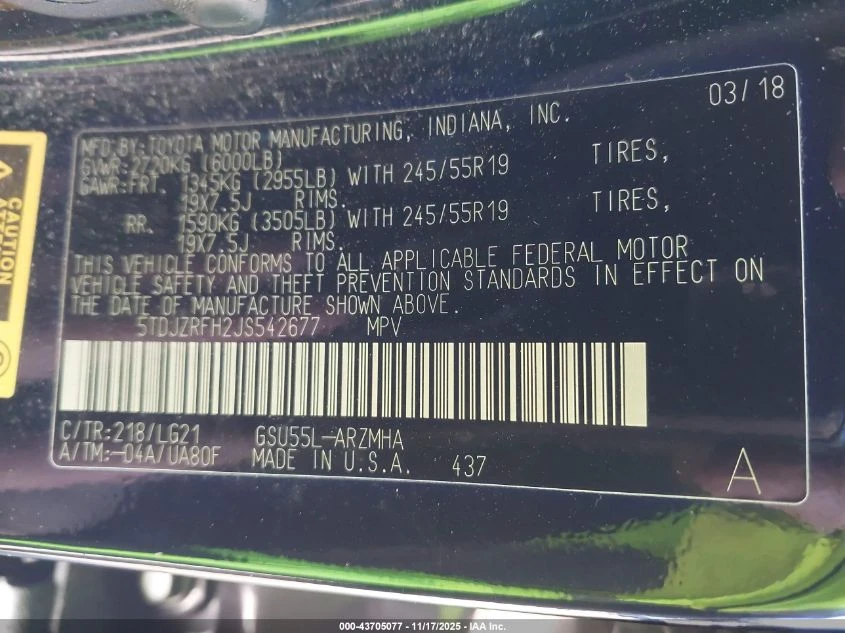 03/18
MFD BY: TOYOTA MOTOR MANUFACTURING, INDIANA, INC.
GVWR: 2720KG (6000LB)
GAWR: FRT. 1345KG (2955LB) WITH 245/55R19 TIRES,
19X7.5J RIMS.
RR. 1590KG (3505LB) WITH 245/55R19 TIRES,
19X7.5J RIMS.
THIS VEHICLE CONFORMS TO ALL APPLICABLE FEDERAL MOTOR
VEHICLE SAFETY AND THEFT PREVENTION STANDARDS IN EFFECT ON
THE DATE OF MANUFACTURE SHOWN ABOVE.
5TDJZRFH2JS542677 MPV
C/TR: 218/LG21 GSU55L-ARZMHA
A/TM: -04A/UA80F MADE IN U.S.A. 437
A
CAUTION
000-43705077 - 11/17/2025 - IAA Inc.